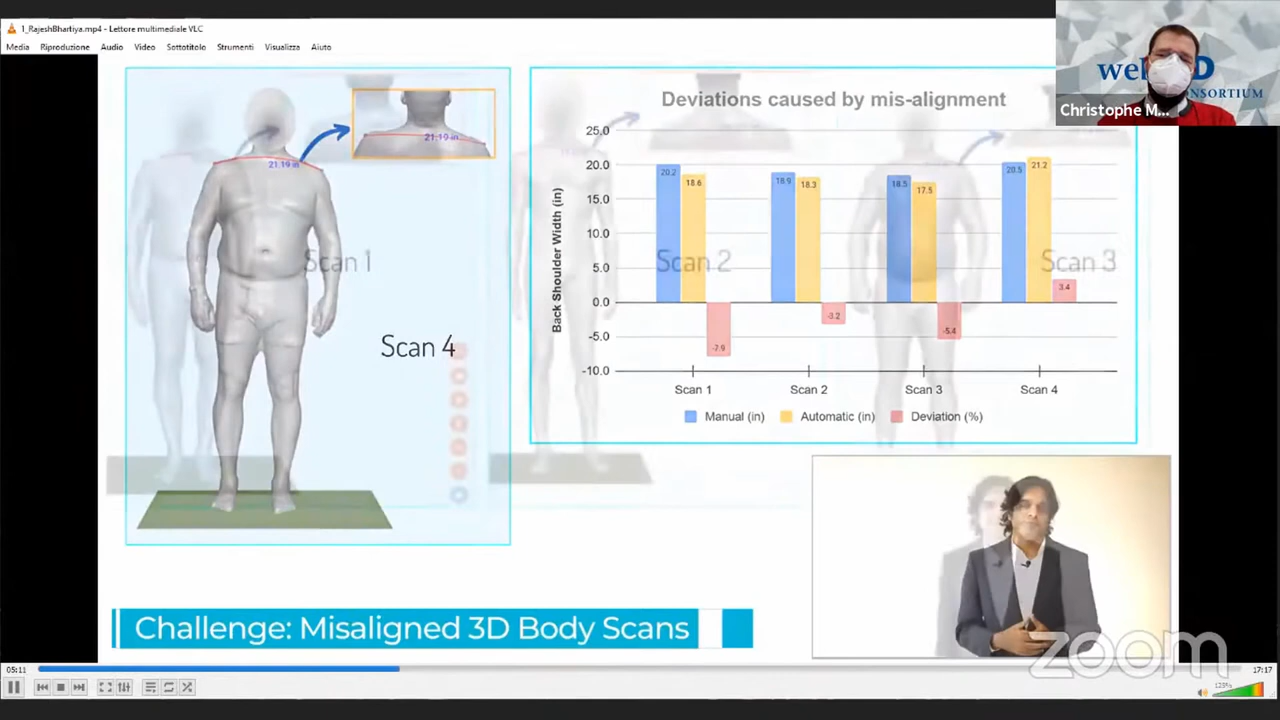 1_RajeshBhartiya.mp4 - Lettore multimediale VLC
Media Riproduzione Audio Video Sottotitolo Strumenti Visualizza Aiuto
CONSORTIUM
Christophe M...
21.19 in
21.19 in
Scan 1
Scan 2
Scan 3
Scan 4
Deviations caused by mis-alignment
Back Shoulder Width (in)
25.0
20.0
15.0
10.0
5.0
0.0
-5.0
-10.0
20.2
18.6
-7.9
18.9
18.3
-3.2
18.5
17.5
-5.4
20.5
21.2
3.4
Scan 1
Scan 2
Scan 3
Scan 4
Manual (in)
Automatic (in)
Deviation (%)
Challenge: Misaligned 3D Body Scans
zoom
05:11
17:17
125%